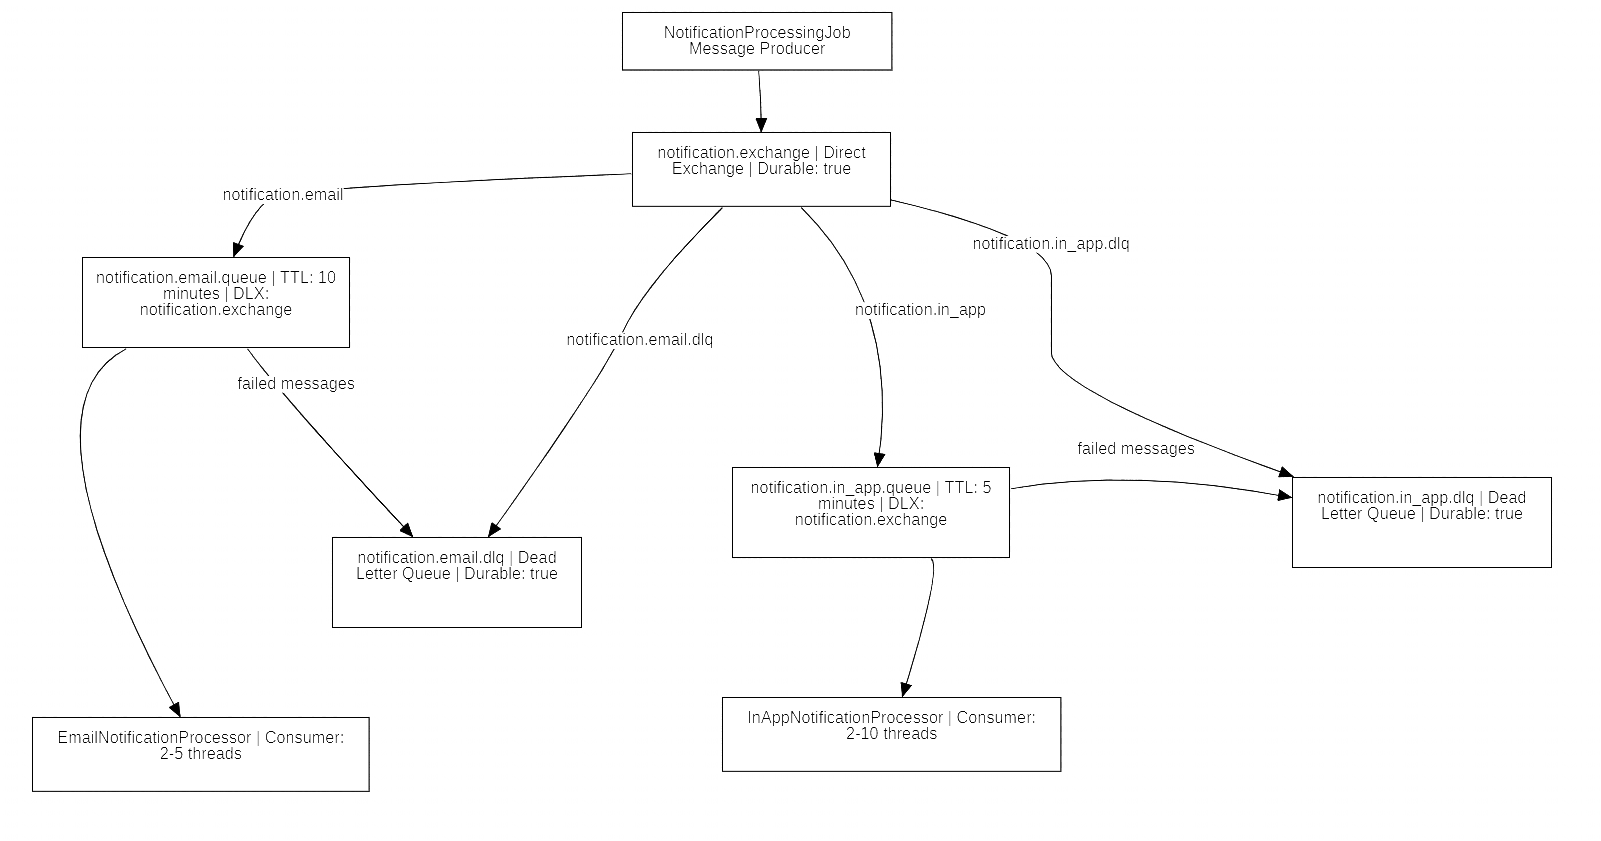 NotificationProcessingJob
Message Producer
notification.exchange | Direct
Exchange | Durable: true
notification.email
notification.in_app.dlq
notification.email.queue | TTL: 10
minutes | DLX:
notification.exchange
notification.in_app
notification.email.dlq
failed messages
failed messages
notification.in_app.queue | TTL: 5
minutes | DLX:
notification.exchange
notification.in_app.dlq | Dead
Letter Queue | Durable: true
notification.email.dlq | Dead
Letter Queue | Durable: true
EmailNotificationProcessor | Consumer:
2-5 threads
InAppNotificationProcessor | Consumer:
2-10 threads